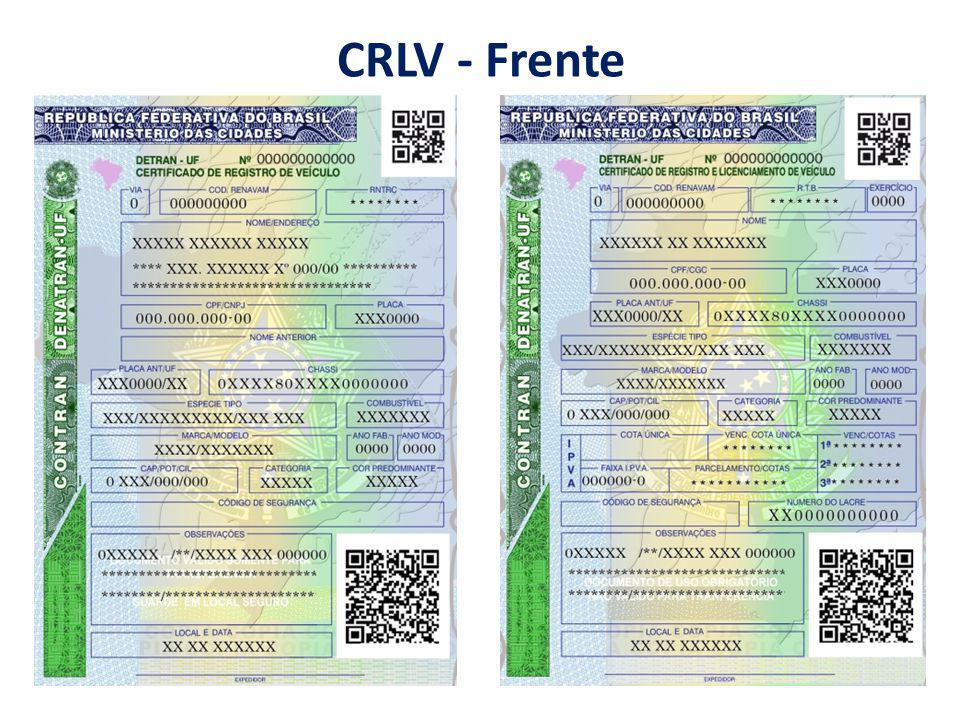 CRLV - Frente
REPÚBLICA FEDERATIVA DO BRASIL
MINISTERIO DAS CIDADES
DETRAN - UF Nº 000000000000
CERTIFICADO DE REGISTRO DE VEÍCULO
VIA COD. RENAVAM RNTRC
0 000000000 ********
NOME/ENDEREÇO
XXXXX XXXXXX XXXXX
**** XXX. XXXXXX Xº 000/00 **********
********************************
CPF/CNPJ PLACA
000.000.000-00 XXX0000
NOME ANTERIOR
PLACA ANT/UF CHASSI
XXX0000/XX 0XXXX80XXXX0000000
ESPECIE TIPO COMBUSTÍVEL
XXX/XXXXXXXXX/XXX XXX XXXXXXX
MARCA/MODELO ANO FAB. ANO MOD.
XXXX/XXXXXXX 0000 0000
CAP/POT/CIL CATEGORIA COR PREDOMINANTE
0 XXX/000/000 XXXXX XXXXX
CÓDIGO DE SEGURANÇA
OBSERVAÇÕES
0XXXXX /**/XXXX XXX 000000
DOCUMENTO VÁLIDO SOMENTE PARA
*****************************
********/********************
GUARDE EM LOCAL SEGURO
LOCAL E DATA
XX XX XXXXXX
EXPEDIDOR
CONTRAN DENATRAN-UF
REPÚBLICA FEDERATIVA DO BRASIL
MINISTERIO DAS CIDADES
DETRAN - UF Nº 000000000000
CERTIFICADO DE REGISTRO E LICENCIAMENTO DE VEÍCULO
VIA COD. RENAVAM R.T.B. EXERCÍCIO
0 000000000 ******** 0000
NOME
XXXXXX XX XXXXXXX
CPF/CGC PLACA
000.000.000-00 XXX0000
PLACA ANT/UF CHASSI
XXX0000/XX 0XXXX80XXXX0000000
ESPÉCIE TIPO COMBUSTÍVEL
XXX/XXXXXXXXX/XXX XXX XXXXXXX
MARCA/MODELO ANO FAB. ANO MOD.
XXXX/XXXXXXX 0000 0000
CAP/POT/CIL CATEGORIA COR PREDOMINANTE
0 XXX/000/000 XXXXX XXXXX
IPVA
COTA ÚNICA VENC. COTA ÚNICA VENC/COTAS
******** 1ª ********
FAIXA I.P.V.A. PARCELAMENTO/COTAS 2ª ********
000000-0 *********** 3ª ********
CÓDIGO DE SEGURANÇA NÚMERO DO LACRE
XX0000000000
OBSERVAÇÕES
0XXXXX /**/XXXX XXX 000000
*****************************
DOCUMENTO DE USO OBRIGATÓRIO
********/********************
VALIDO PARA TRANFERENCIA
LOCAL E DATA
XX XX XXXXXX
EXPEDIDOR
CONTRAN DENATRAN-UF